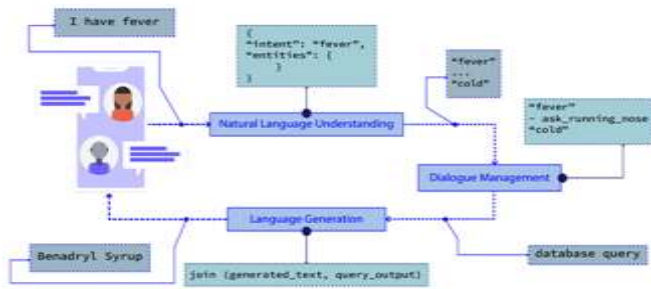 I have fever
{
"intent": "fever",
"entities": {
}
}
"fever"
...
"cold"
"fever"
- ask_running_nose
"cold"
Natural Language Understanding
Dialogue Management
Language Generation
Benadryl Syrup
join (generated_text, query_output)
database query